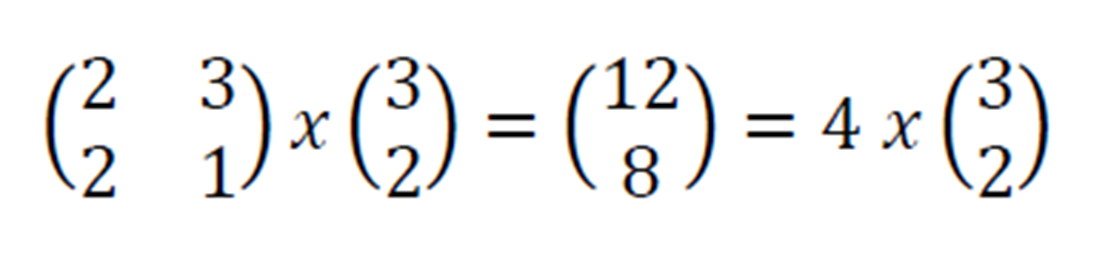 (2 3) x (3) = (12) = 4 x (3)
(2 1) (2) (8) (2)